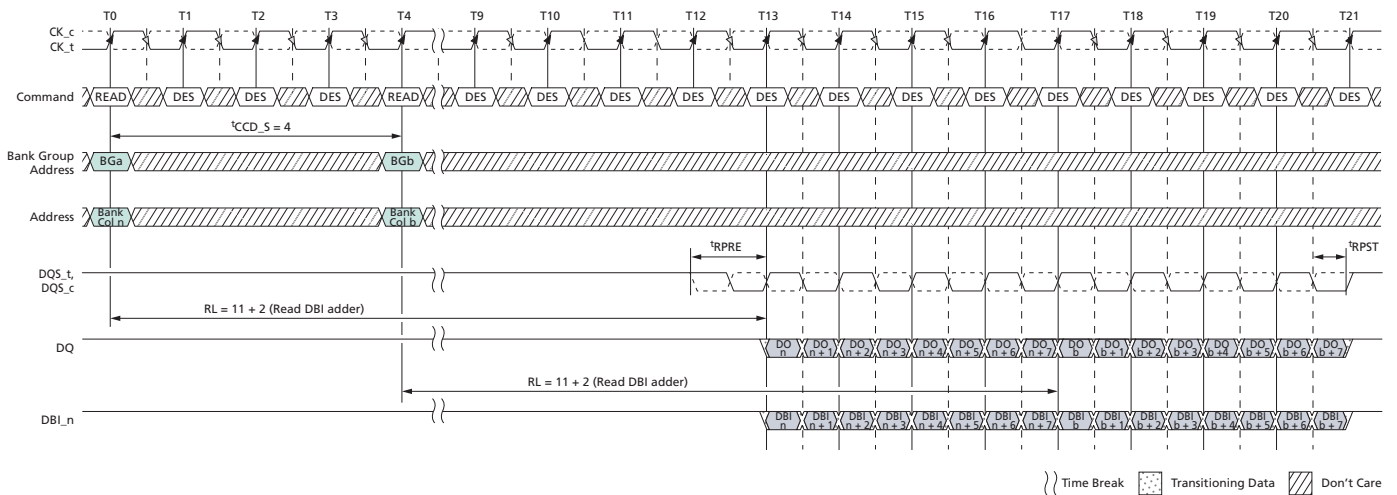 T0 T1 T2 T3 T4 T9 T10 T11 T12 T13 T14 T15 T16 T17 T18 T19 T20 T21
CK_c
CK_t
Command READ DES DES DES READ DES DES DES DES DES DES DES DES DES DES DES DES DES
tCCD_S = 4
Bank Group
Address BGa BGb
Address Bank Col n Bank Col b
tRPRE tRPST
DQS_t,
DQS_c
RL = 11 + 2 (Read DBI adder)
DQ DO n DO n + 1 DO n + 2 DO n + 3 DO n + 4 DO n + 5 DO n + 6 DO n + 7 DO b DO b + 1 DO b + 2 DO b + 3 DO b + 4 DO b + 5 DO b + 6 DO b + 7
RL = 11 + 2 (Read DBI adder)
DBI_n DBI n DBI n + 1 DBI n + 2 DBI n + 3 DBI n + 4 DBI n + 5 DBI n + 6 DBI n + 7 DBI b DBI b + 1 DBI b + 2 DBI b + 3 DBI b + 4 DBI b + 5 DBI b + 6 DBI b + 7
Time Break Transitioning Data Don't Care